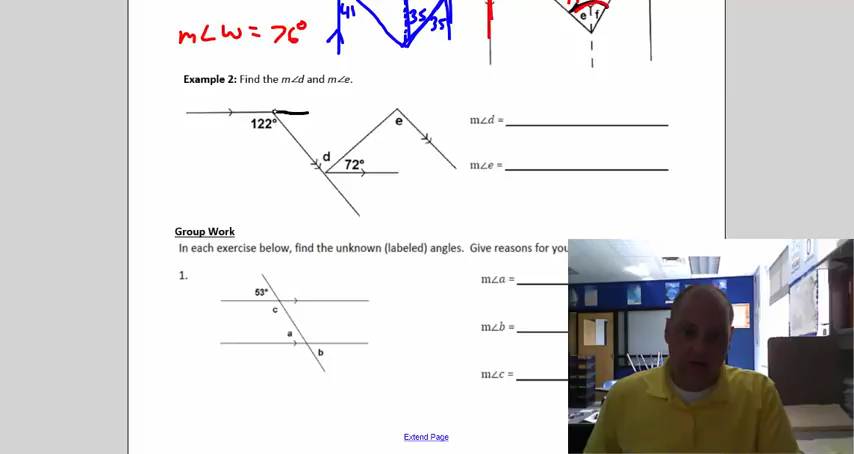 41
35
35
m∠W = 76°
e f
Example 2: Find the m∠d and m∠e.
122°
e
d
72°
m∠d =
m∠e =
Group Work
In each exercise below, find the unknown (labeled) angles. Give reasons for you
1.
53°
c
a
b
m∠a =
m∠b =
m∠c =
Extend Page